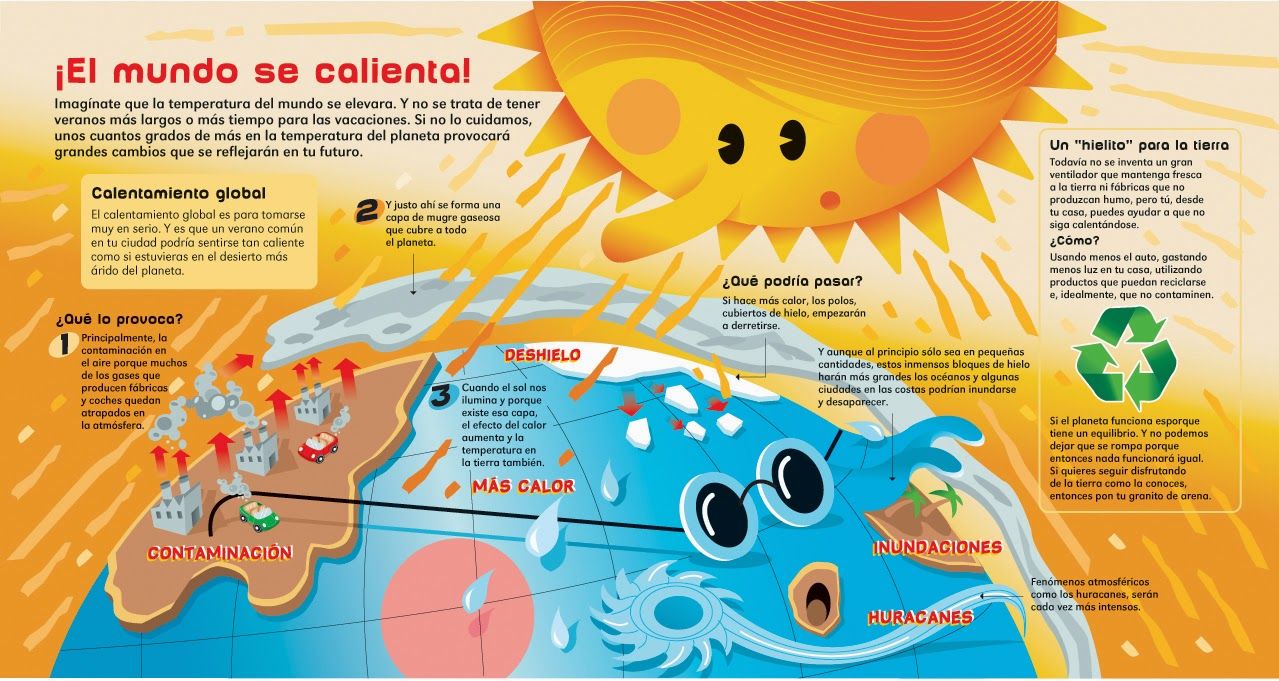 ¡El mundo se calienta!
Imagínate que la temperatura del mundo se elevara. Y no se trata de tener
veranos más largos o más tiempo para las vacaciones. Si no lo cuidamos,
unos cuantos grados de más en la temperatura del planeta provocará
grandes cambios que se reflejarán en tu futuro.
Calentamiento global
El calentamiento global es para tomarse
muy en serio. Y es que un verano común
en tu ciudad podría sentirse tan caliente
como si estuvieras en el desierto más
árido del planeta.
¿Qué lo provoca?
1
Principalmente, la
contaminación en
el aire porque muchos
de los gases que
producen fábricas
y coches quedan
atrapados en
la atmósfera.
CONTAMINACIÓN
2
Y justo ahí se forma una
capa de mugre gaseosa
que cubre a todo
el planeta.
3
Cuando el sol nos
ilumina y porque
existe esa capa,
el efecto del calor
aumenta y la
temperatura en
la tierra también.
MÁS CALOR
DESHIELO
¿Qué podría pasar?
Si hace más calor, los polos,
cubiertos de hielo, empezarán
a derretirse.
Y aunque al principio sólo sea en pequeñas
cantidades, estos inmensos bloques de hielo
harán más grandes los océanos y algunas
ciudades en las costas podrían inundarse
y desaparecer.
INUNDACIONES
HURACANES
Fenómenos atmosféricos
como los huracanes, serán
cada vez más intensos.
Un "hielito" para la tierra
Todavía no se inventa un gran
ventilador que mantenga fresca
a la tierra ni fábricas que no
produzcan humo, pero tú, desde
tu casa, puedes ayudar a que no
siga calentándose.
¿Cómo?
Usando menos el auto, gastando
menos luz en tu casa, utilizando
productos que puedan reciclarse
e, idealmente, que no contaminen.
Si el planeta funciona esporque
tiene un equilibrio. Y no podemos
dejar que se rompa porque
entonces nada funcionará igual.
Si quieres seguir disfrutando
de la tierra como la conoces,
entonces pon tu granito de arena.